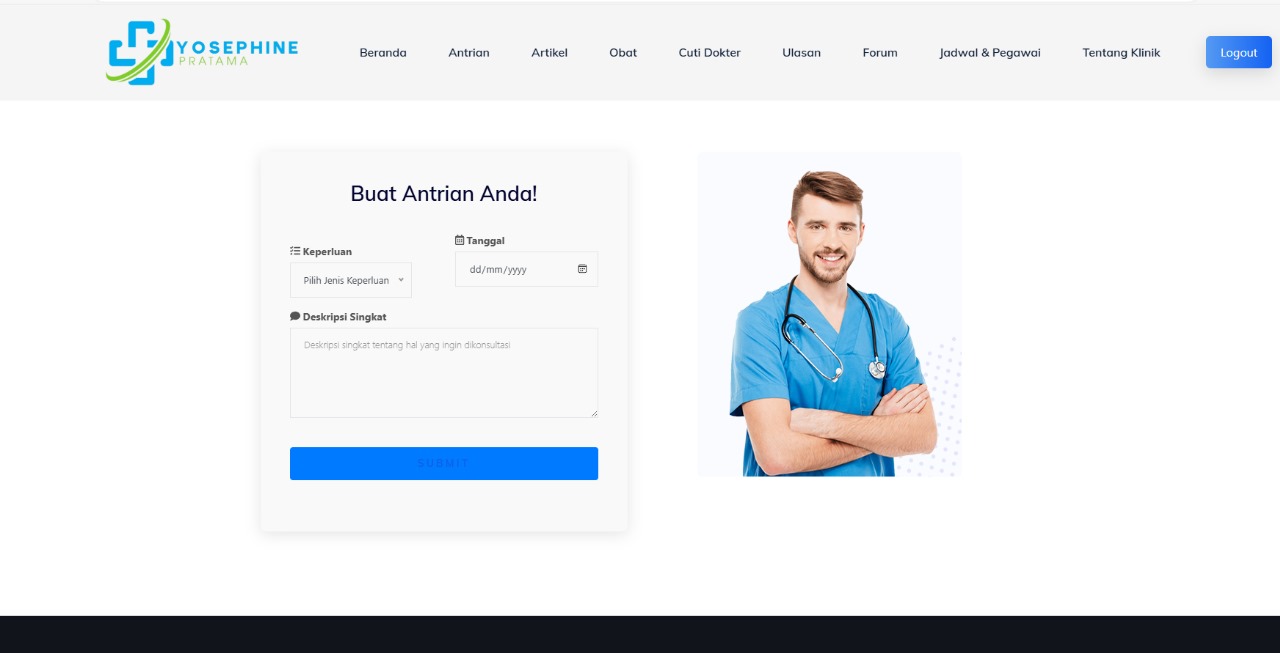 YOSEPHINE
PRATAMA
Beranda Antrian Artikel Obat Cuti Dokter Ulasan Forum Jadwal & Pegawai Tentang Klinik Logout
Buat Antrian Anda!
Keperluan
Tanggal
Pilih Jenis Keperluan
dd/mm/yyyy
Deskripsi Singkat
Deskripsi singkat tentang hal yang ingin dikonsultasi
SUBMIT